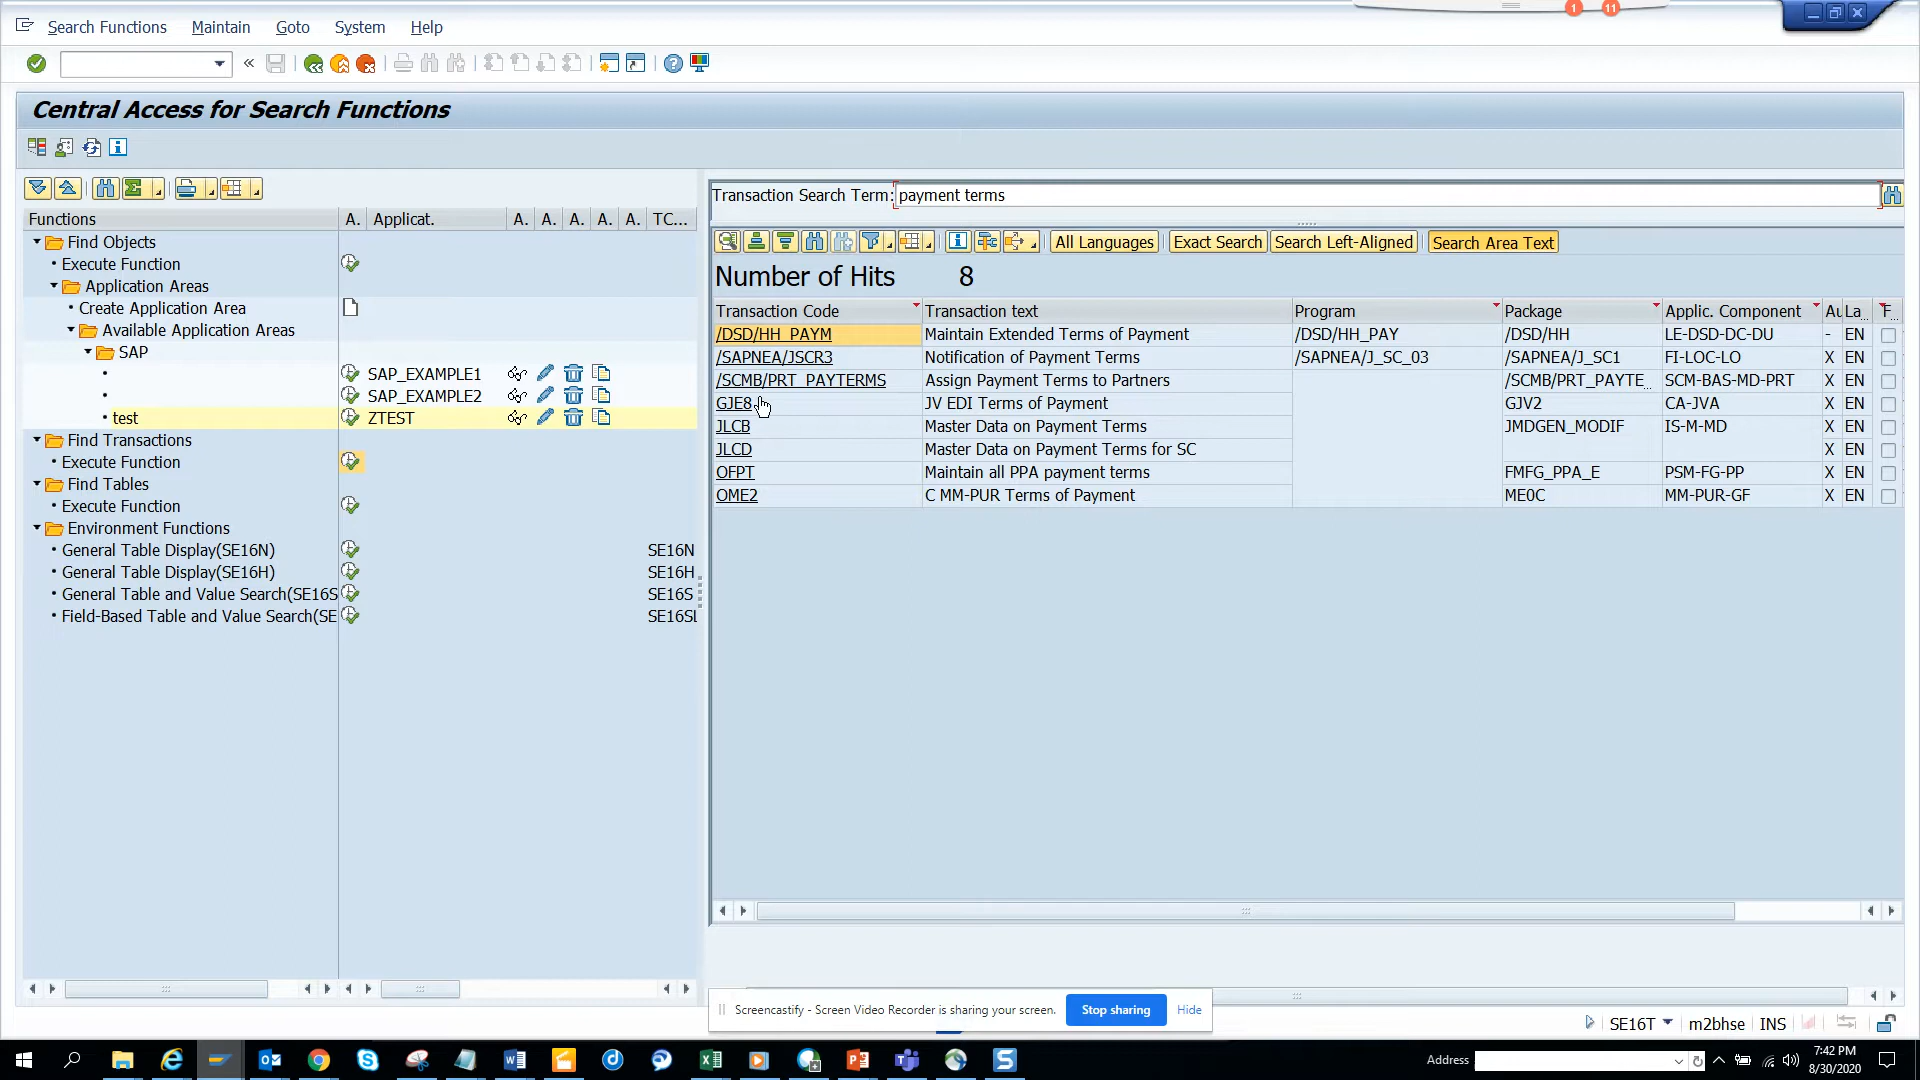 1 11
Search Functions Maintain Goto System Help
Central Access for Search Functions
Functions A. Applicat. A. A. A. A. A. TC...
Find Objects
Execute Function
Application Areas
Create Application Area
Available Application Areas
SAP
SAP_EXAMPLE1
SAP_EXAMPLE2
test ZTEST
Find Transactions
Execute Function
Find Tables
Execute Function
Environment Functions
General Table Display(SE16N) SE16N
General Table Display(SE16H) SE16H
General Table and Value Search(SE16S SE16S
Field-Based Table and Value Search(SE SE16SL
Transaction Search Term: payment terms
All Languages Exact Search Search Left-Aligned Search Area Text
Number of Hits 8
Transaction Code Transaction text Program Package Applic. Component Au La... F...
/DSD/HH_PAYM Maintain Extended Terms of Payment /DSD/HH_PAY /DSD/HH LE-DSD-DC-DU - EN
/SAPNEA/JSCR3 Notification of Payment Terms /SAPNEA/J_SC_03 /SAPNEA/J_SC1 FI-LOC-LO X EN
/SCMB/PRT_PAYTERMS Assign Payment Terms to Partners /SCMB/PRT_PAYTE... SCM-BAS-MD-PRT X EN
GJE8 JV EDI Terms of Payment GJV2 CA-JVA X EN
JLCB Master Data on Payment Terms JMDGEN_MODIF IS-M-MD X EN
JLCD Master Data on Payment Terms for SC X EN
OFPT Maintain all PPA payment terms FMFG_PPA_E PSM-FG-PP X EN
OME2 C MM-PUR Terms of Payment ME0C MM-PUR-GF X EN
Screencastify - Screen Video Recorder is sharing your screen. Stop sharing Hide
SE16T m2bhse INS
Address
7:42 PM
8/30/2020